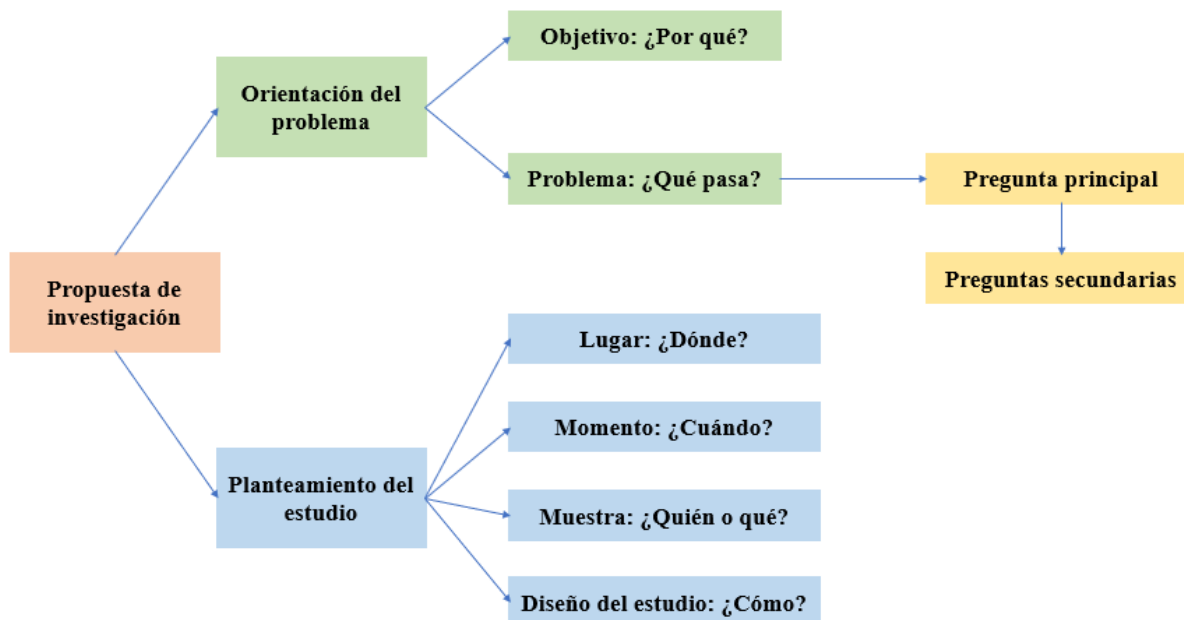 Objetivo: ¿Por qué?
Orientación del
problema
Problema: ¿Qué pasa?
Pregunta principal
Preguntas secundarias
Propuesta de
investigación
Lugar: ¿Dónde?
Momento: ¿Cuándo?
Planteamiento del
estudio
Muestra: ¿Quién o qué?
Diseño del estudio: ¿Cómo?